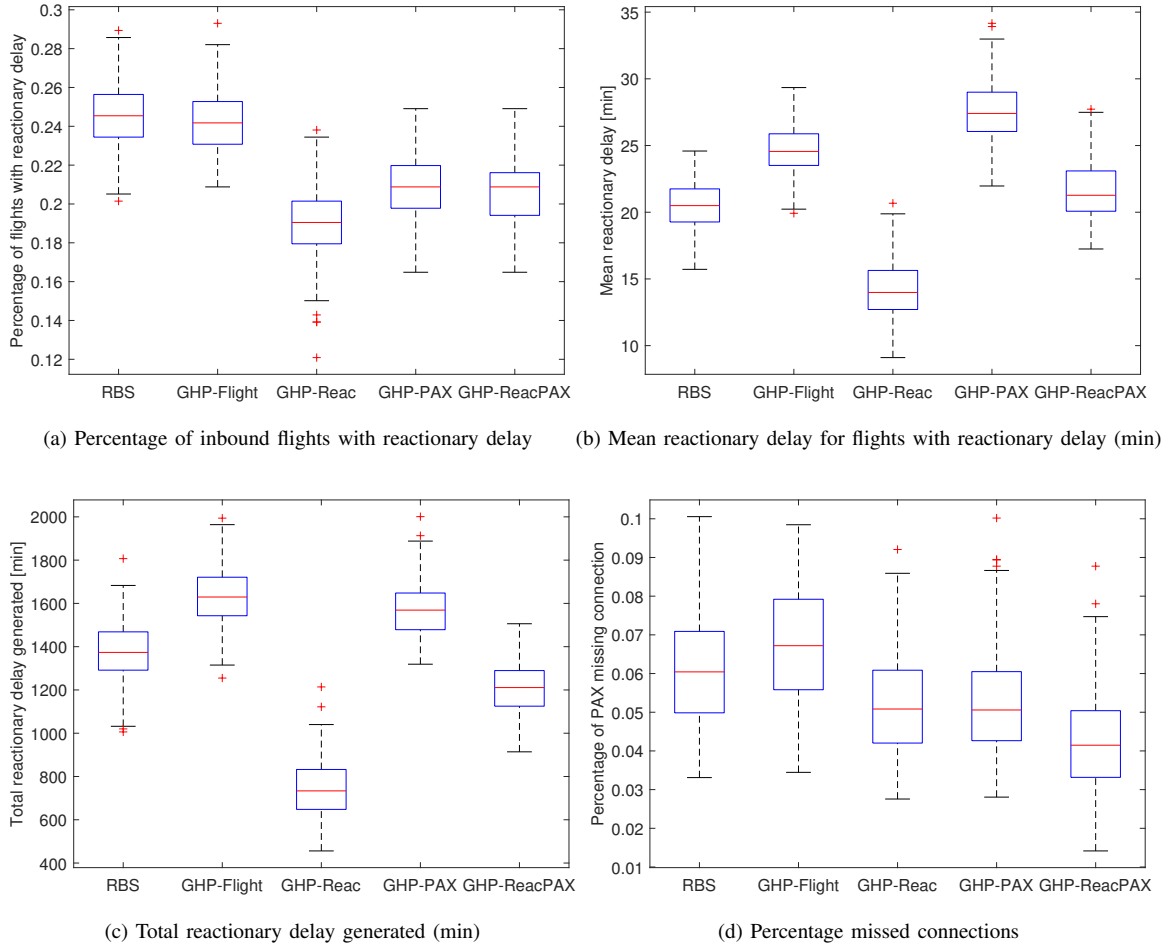 0.3
0.28
0.26
0.24
0.22
0.2
0.18
0.16
0.14
0.12
Percentage of flights with reactionary delay
RBS GHP-Flight GHP-Reac GHP-PAX GHP-ReacPAX
(a) Percentage of inbound flights with reactionary delay
35
30
25
20
15
10
Mean reactionary delay [min]
RBS GHP-Flight GHP-Reac GHP-PAX GHP-ReacPAX
(b) Mean reactionary delay for flights with reactionary delay (min)
2000
1800
1600
1400
1200
1000
800
600
400
Total reactionary delay generated [min]
RBS GHP-Flight GHP-Reac GHP-PAX GHP-ReacPAX
(c) Total reactionary delay generated (min)
0.1
0.09
0.08
0.07
0.06
0.05
0.04
0.03
0.02
0.01
Percentage of PAX missing connection
RBS GHP-Flight GHP-Reac GHP-PAX GHP-ReacPAX
(d) Percentage missed connections